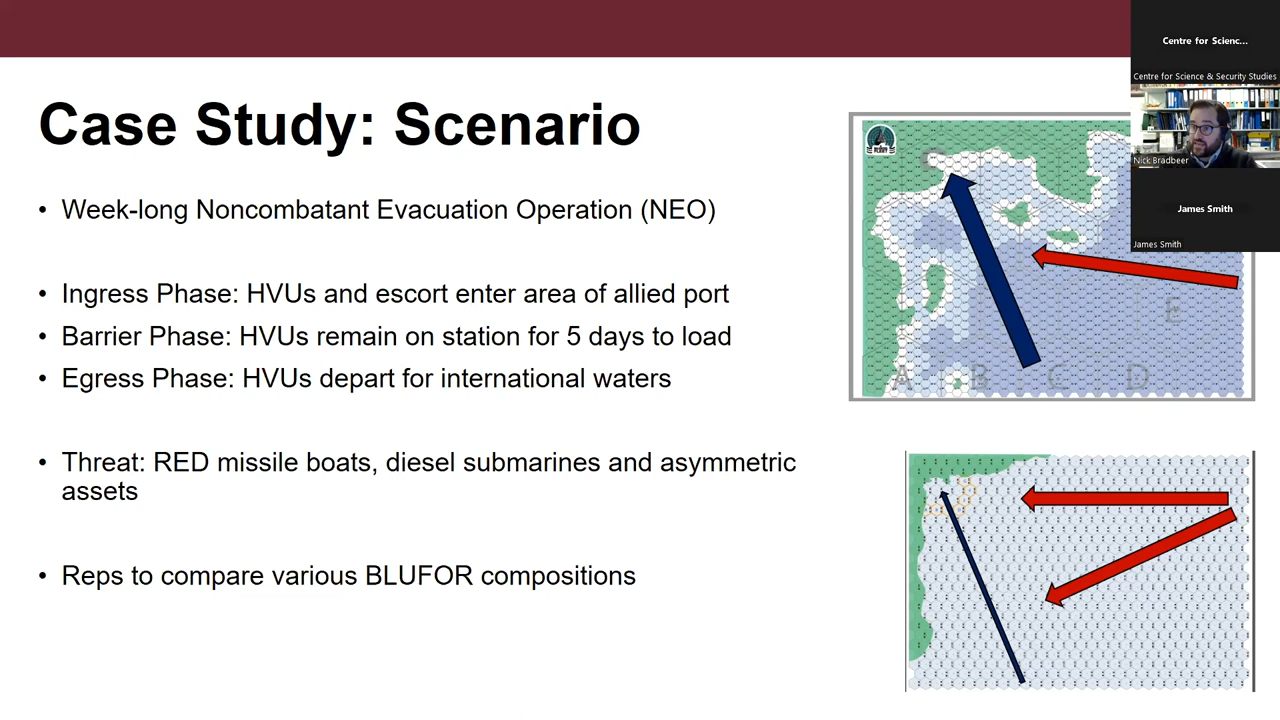 Case Study: Scenario
• Week-long Noncombatant Evacuation Operation (NEO)
• Ingress Phase: HVUs and escort enter area of allied port
• Barrier Phase: HVUs remain on station for 5 days to load
• Egress Phase: HVUs depart for international waters
• Threat: RED missile boats, diesel submarines and asymmetric
assets
• Reps to compare various BLUFOR compositions
A B C D
E
Centre for Scienc...
Centre for Science & Security Studies
Nick Bradbeer
James Smith
James Smith